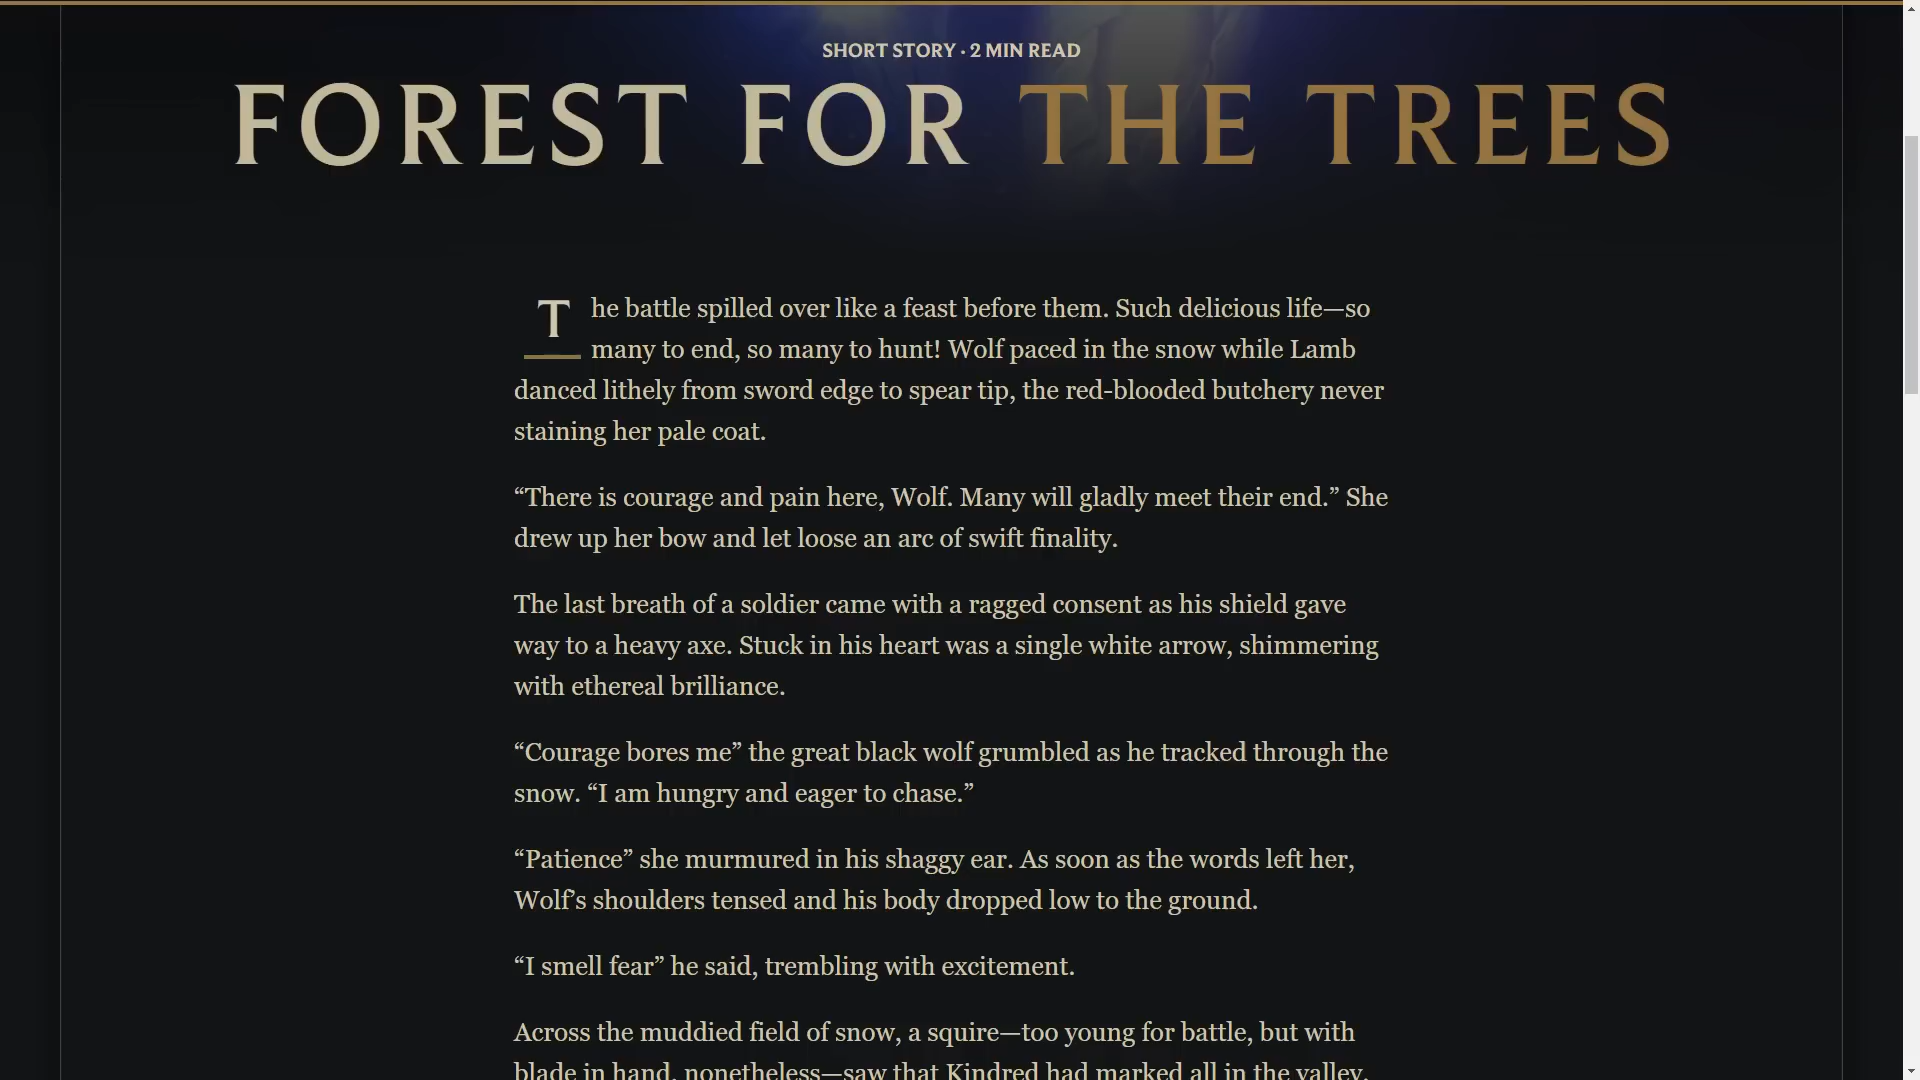 SHORT STORY · 2 MIN READ
FOREST FOR THE TREES
The battle spilled over like a feast before them. Such delicious life—so
many to end, so many to hunt! Wolf paced in the snow while Lamb
danced lithely from sword edge to spear tip, the red-blooded butchery never
staining her pale coat.
“There is courage and pain here, Wolf. Many will gladly meet their end.” She
drew up her bow and let loose an arc of swift finality.
The last breath of a soldier came with a ragged consent as his shield gave
way to a heavy axe. Stuck in his heart was a single white arrow, shimmering
with ethereal brilliance.
“Courage bores me” the great black wolf grumbled as he tracked through the
snow. “I am hungry and eager to chase.”
“Patience” she murmured in his shaggy ear. As soon as the words left her,
Wolf’s shoulders tensed and his body dropped low to the ground.
“I smell fear” he said, trembling with excitement.
Across the muddied field of snow, a squire—too young for battle, but with
blade in hand, nonetheless—saw that Kindred had marked all in the valley.